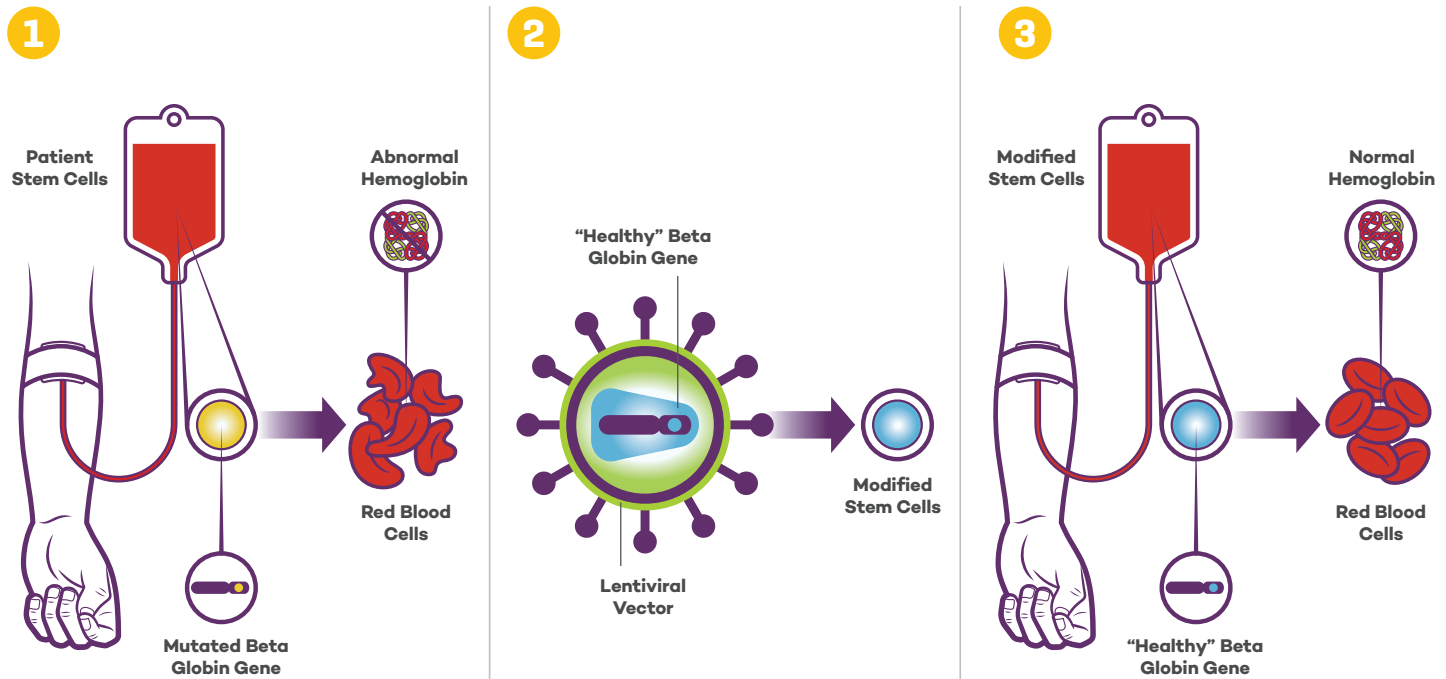 1
Patient
Stem Cells
Abnormal
Hemoglobin
Red Blood
Cells
Mutated Beta
Globin Gene
2
“Healthy” Beta
Globin Gene
Lentiviral
Vector
Modified
Stem Cells
3
Modified
Stem Cells
Normal
Hemoglobin
Red Blood
Cells
“Healthy” Beta
Globin Gene